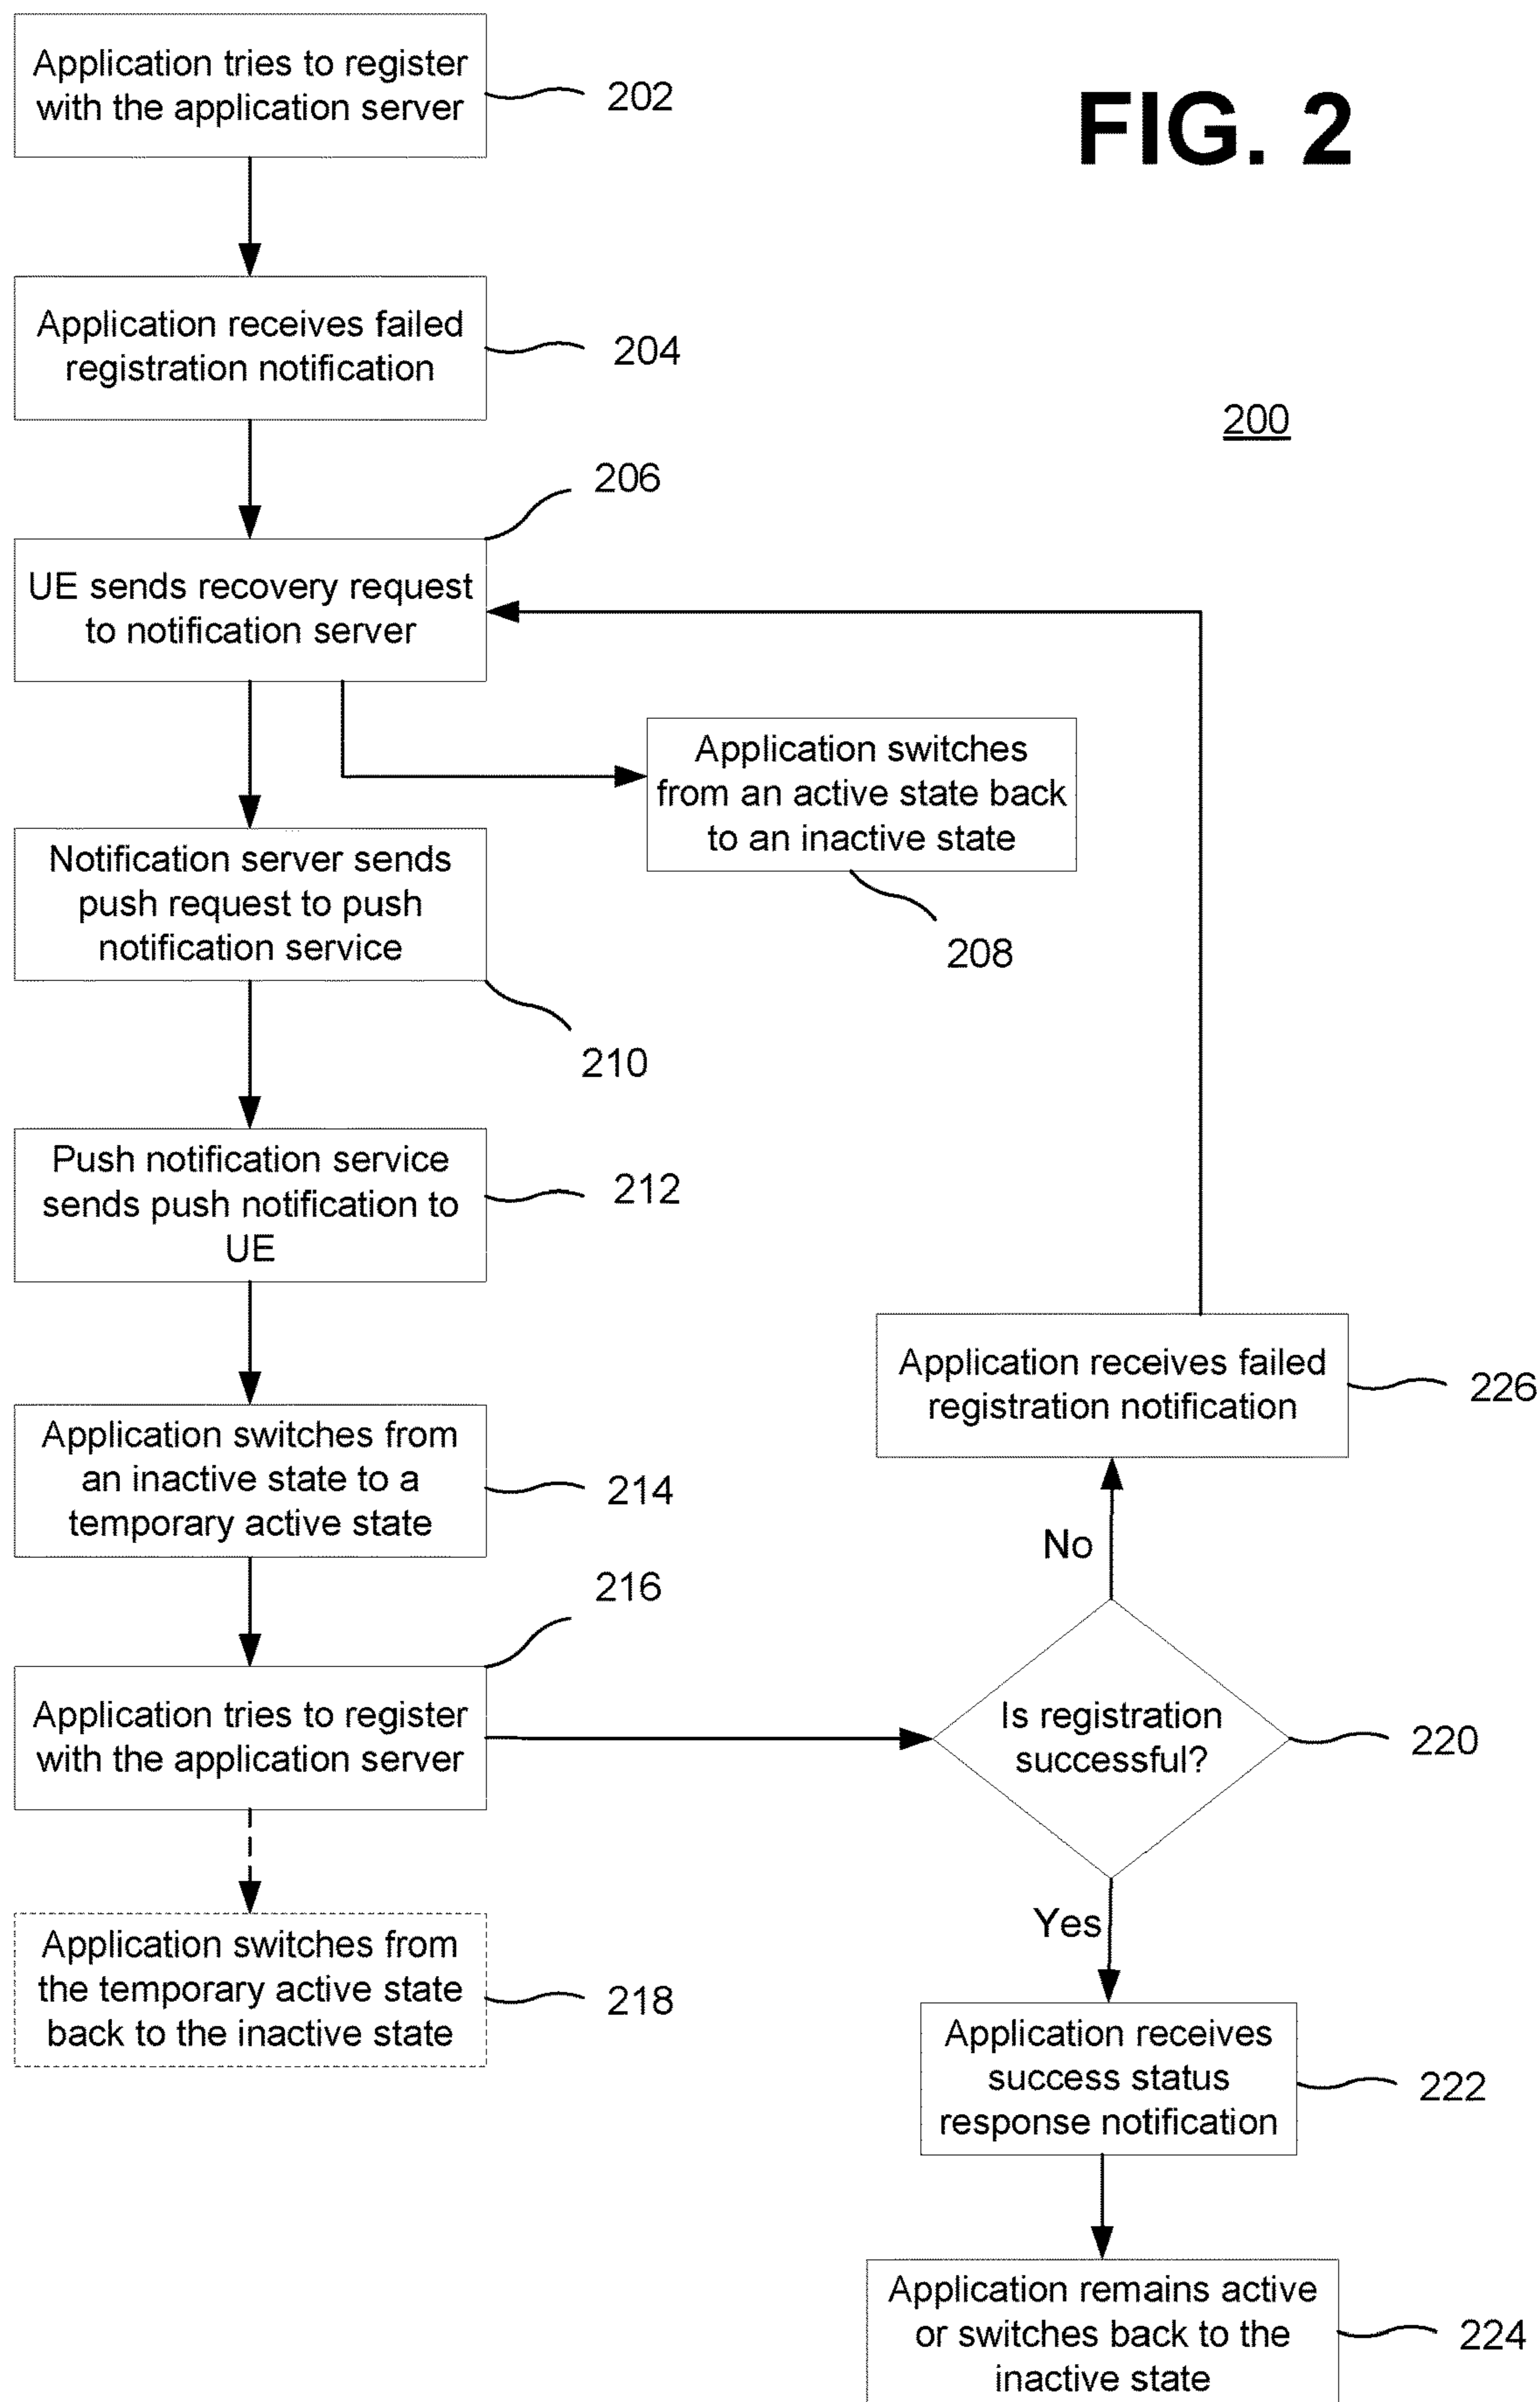 FIG. 2
200
Application tries to register
with the application server
202
Application receives failed
registration notification
204
206
UE sends recovery request
to notification server
Application switches
from an active state back
to an inactive state
208
Notification server sends
push request to push
notification service
210
Push notification service
sends push notification to
UE
212
Application switches from
an inactive state to a
temporary active state
214
216
Application tries to register
with the application server
Application switches from
the temporary active state
back to the inactive state
218
Is registration
successful?
220
No
Application receives failed
registration notification
226
Yes
Application receives
success status
response notification
222
Application remains active
or switches back to the
inactive state
224